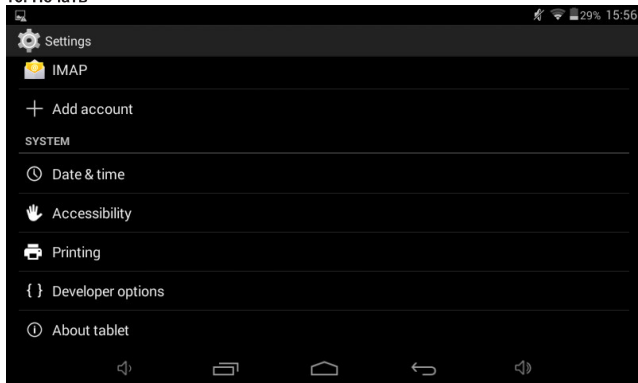 29% 15:56
Settings
IMAP
Add account
SYSTEM
Date & time
Accessibility
Printing
{ } Developer options
About tablet